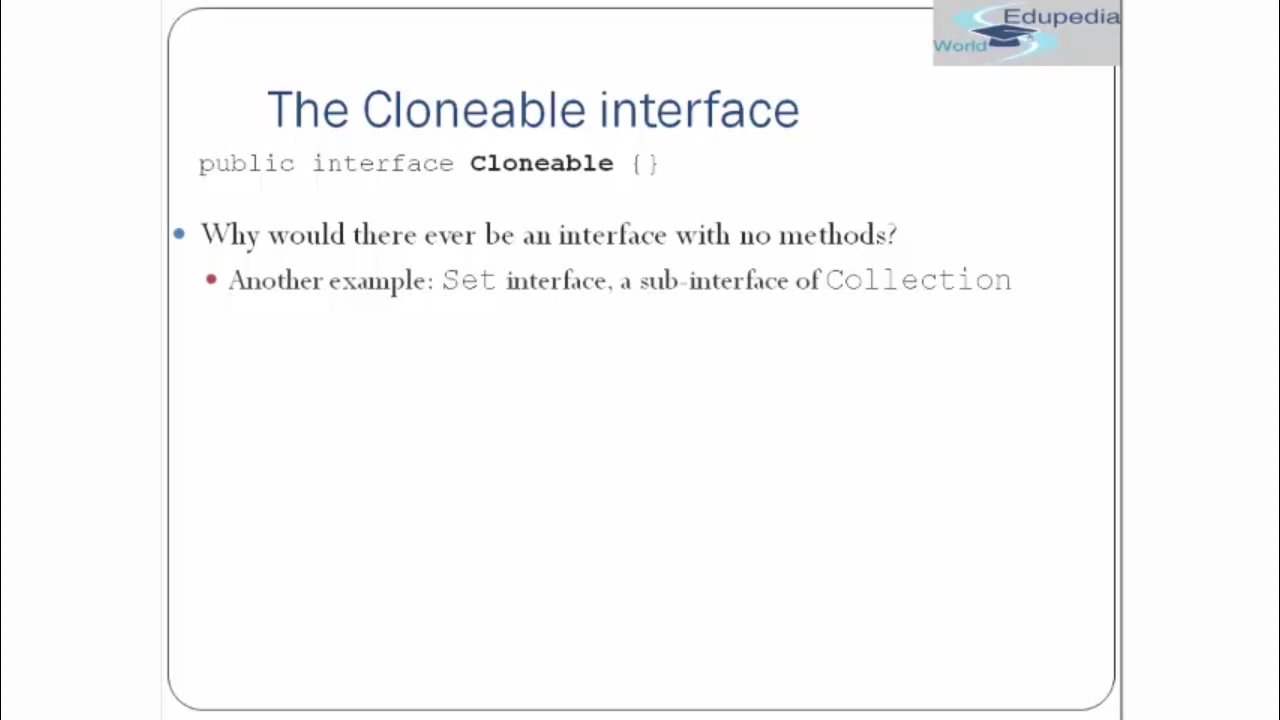 Edupedia
World
The Cloneable interface
public interface Cloneable {}
• Why would there ever be an interface with no methods?
• Another example: Set interface, a sub-interface of Collection